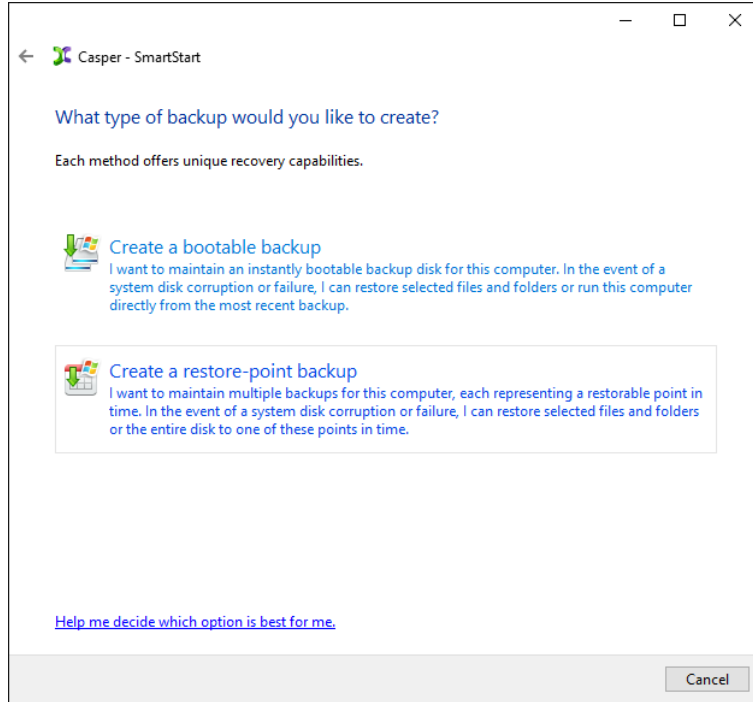 Casper - SmartStart
What type of backup would you like to create?
Each method offers unique recovery capabilities.
Create a bootable backup
I want to maintain an instantly bootable backup disk for this computer. In the event of a
system disk corruption or failure, I can restore selected files and folders or run this computer
directly from the most recent backup.
Create a restore-point backup
I want to maintain multiple backups for this computer, each representing a restorable point in
time. In the event of a system disk corruption or failure, I can restore selected files and folders
or the entire disk to one of these points in time.
Help me decide which option is best for me.
Cancel